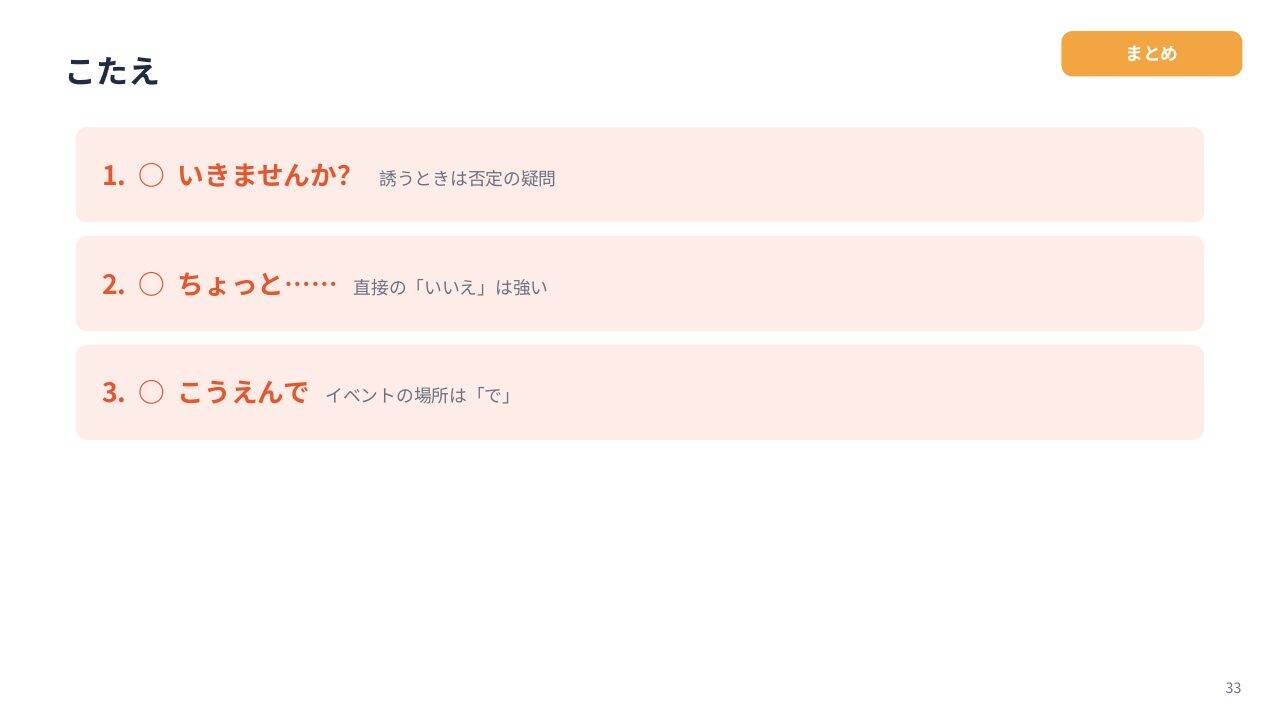 こたえ
まとめ
1. ○ いきませんか? 誘うときは否定の疑問
2. ○ ちょっと…… 直接の「いいえ」は強い
3. ○ こうえんで イベントの場所は「で」
33